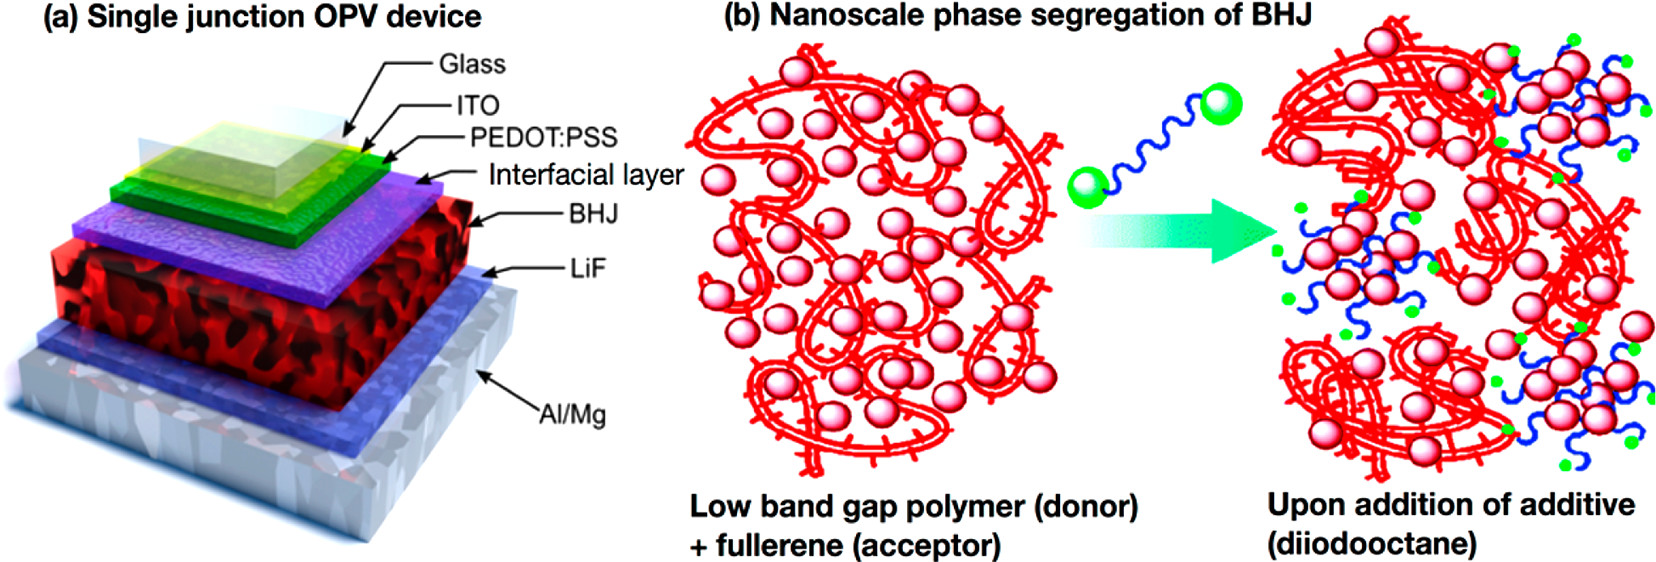 (a) Single junction OPV device
Glass
ITO
PEDOT:PSS
Interfacial layer
BHJ
LiF
Al/Mg
(b) Nanoscale phase segregation of BHJ
Low band gap polymer (donor)
+ fullerene (acceptor)
Upon addition of additive
(diiodooctane)